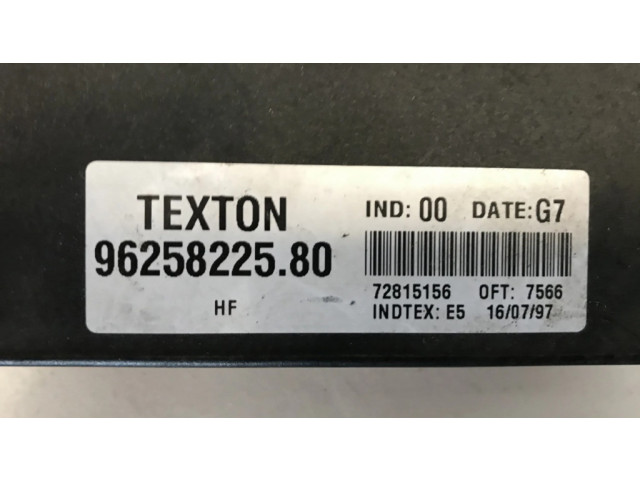 TEXTON
96258225.80
HF
IND: 00 DATE: G7
72815156 OFT: 7566
INDTEX: E5 16/07/97